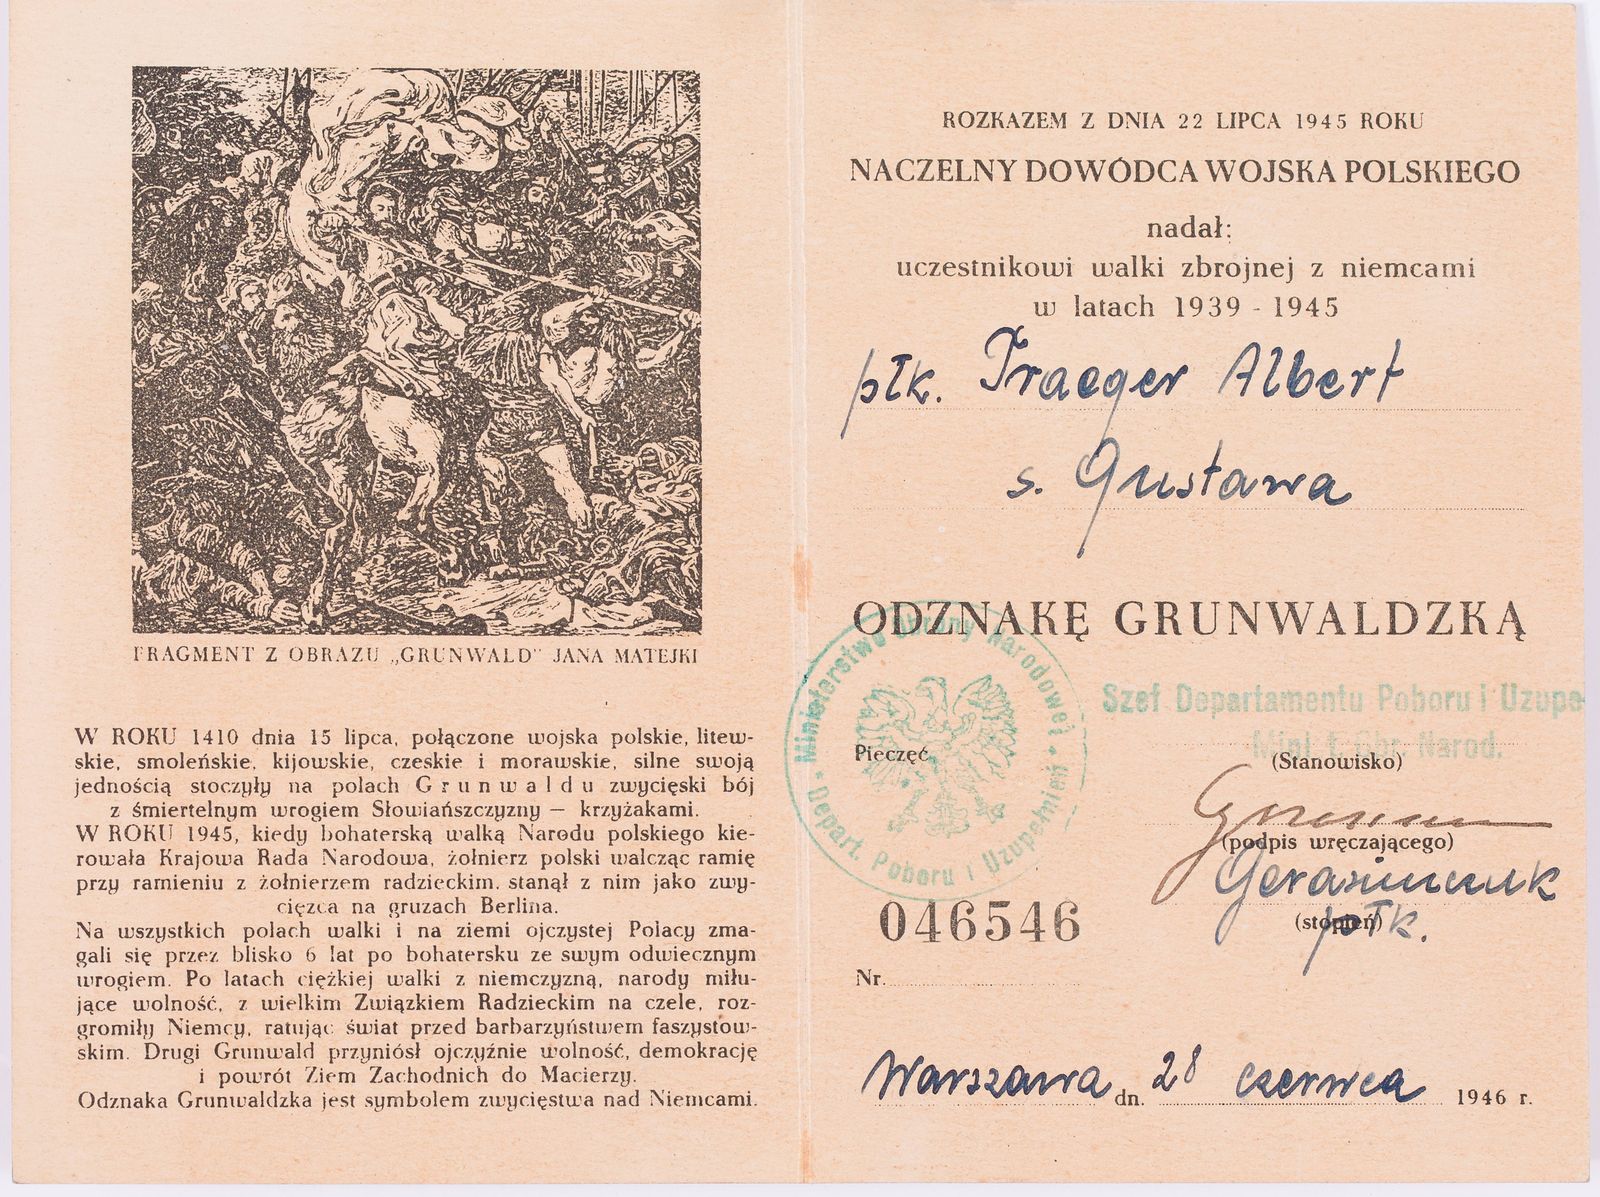 FRAGMENT Z OBRAZU „GRUNWALD” JANA MATEJKI
W ROKU 1410 dnia 15 lipca, połączone wojska polskie, litew-
skie, smoleńskie, kijowskie, czeskie i morawskie, silne swoją
jednością stoczyły na polach Grunwaldu zwycięski bój
z śmiertelnym wrogiem Słowiańszczyzny — krzyżakami.
W ROKU 1945, kiedy bohaterską walką Narodu polskiego kie-
rowała Krajowa Rada Narodowa, żołnierz polski walcząc ramię
przy ramieniu z żołnierzem radzieckim, stanął z nim jako zwy-
cięzca na gruzach Berlina.
Na wszystkich polach walki i na ziemi ojczystej Polacy zma-
gali się przez blisko 6 lat po bohatersku ze swym odwiecznym
wrogiem. Po latach ciężkiej walki z niemczyzną, narody miłu-
jące wolność, z wielkim Związkiem Radzieckim na czele, roz-
gromiły Niemcy, ratując świat przed barbarzyństwem faszystow-
skim. Drugi Grunwald przyniósł ojczyźnie wolność, demokrację
i powrót Ziem Zachodnich do Macierzy.
Odznaka Grunwaldzka jest symbolem zwycięstwa nad Niemcami.
ROZKAZEM Z DNIA 22 LIPCA 1945 ROKU
NACZELNY DOWÓDCA WOJSKA POLSKIEGO
nadał:
uczestnikowi walki zbrojnej z niemcami
w latach 1939 - 1945
płk. Traeger Albert
s. Gustawa
ODZNAKĘ GRUNWALDZKĄ
Ministerstwo Obrony Narodowej
Depart. Poboru i Uzupełnień
Szef Departamentu Poboru i Uzupe
Obr. Narod.
Pieczęć
(Stanowisko)
(podpis wręczającego)
Gerasimczuk
(stopień)
płk.
046546
Nr.
Warszawa dn. 28 czerwca 1946 r.